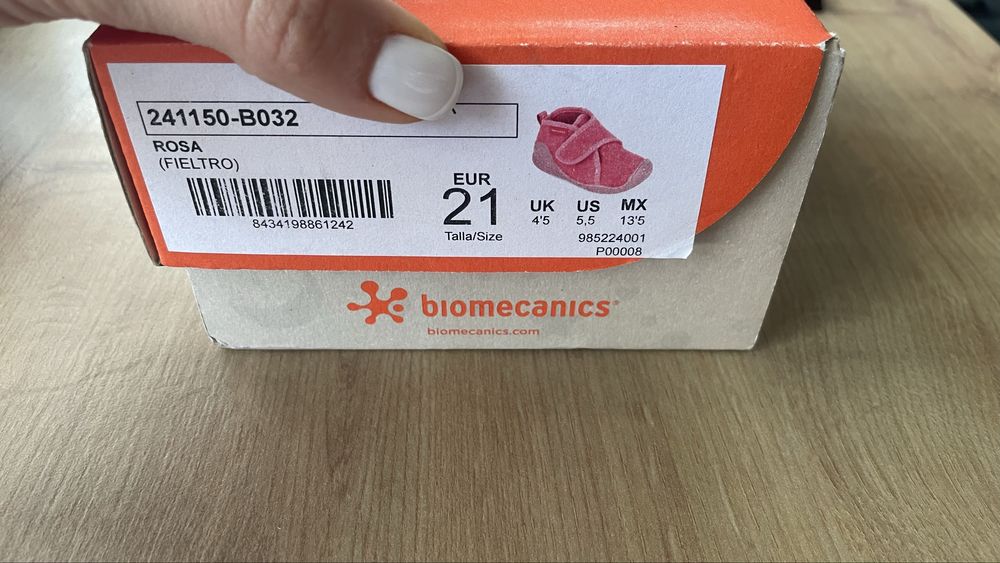 241150-B032
ROSA
(FIELTRO)
8434198861242
EUR
21
Talla/Size
UK US MX
4'5 5,5 13'5
985224001
P00008
biomecanics®
biomecanics.com